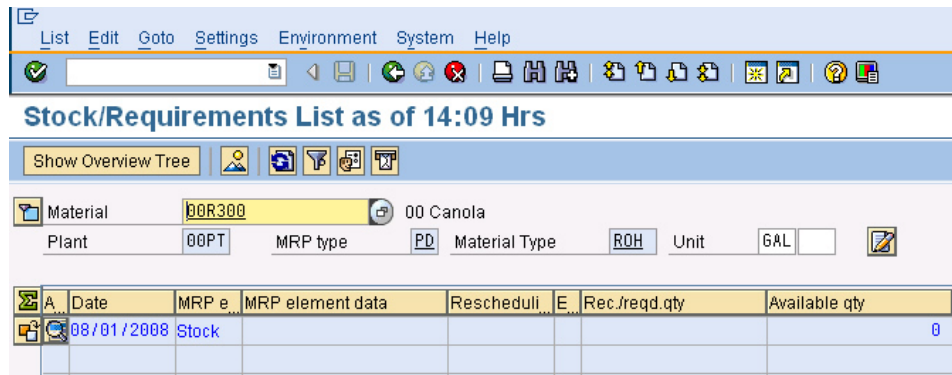 List Edit Goto Settings Environment System Help
Stock/Requirements List as of 14:09 Hrs
Show Overview Tree
Material 00R300 00 Canola
Plant 00PT MRP type PD Material Type ROH Unit GAL
A... Date MRP e... MRP element data Rescheduli... E... Rec./reqd.qty Available qty
08/01/2008 Stock 0